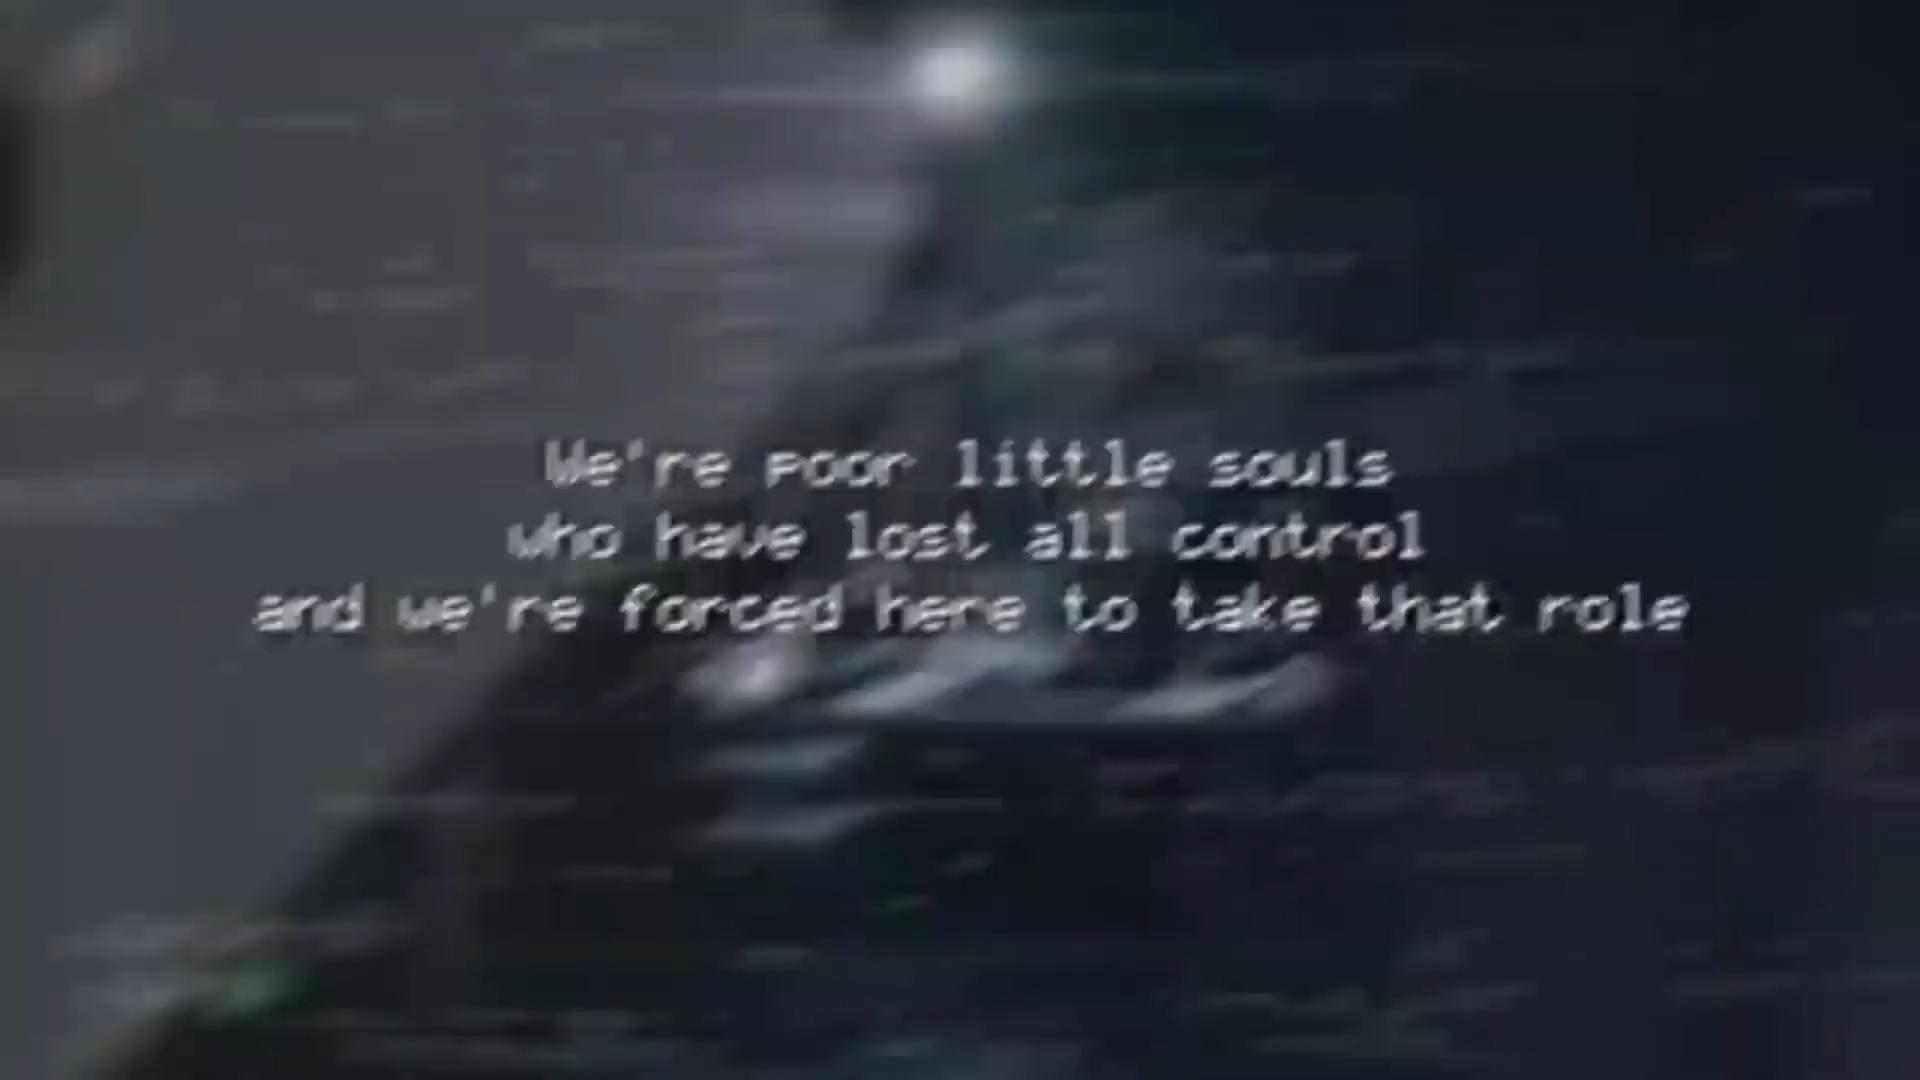 We're poor little souls
who have lost all control
and we're forced here to take that role